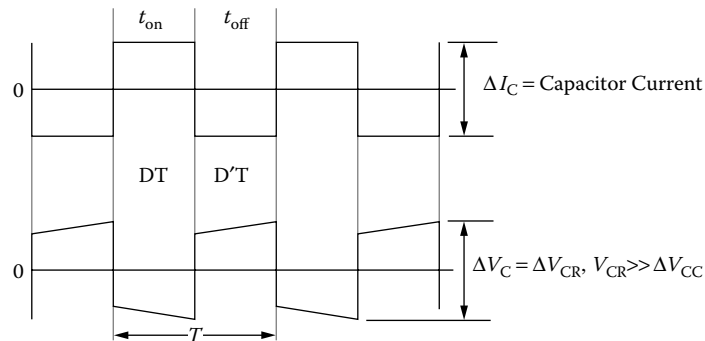 t_on t_off
0
ΔI_C = Capacitor Current
DT D'T
0
ΔV_C = ΔV_CR, V_CR>> ΔV_CC
T